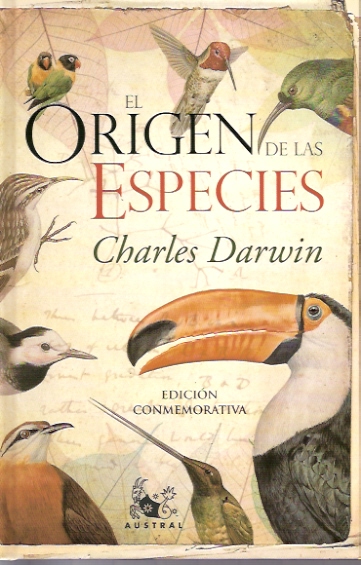 EL
ORIGEN
DE LAS
ESPECIES
Charles Darwin
EDICIÓN
CONMEMORATIVA
AUSTRAL